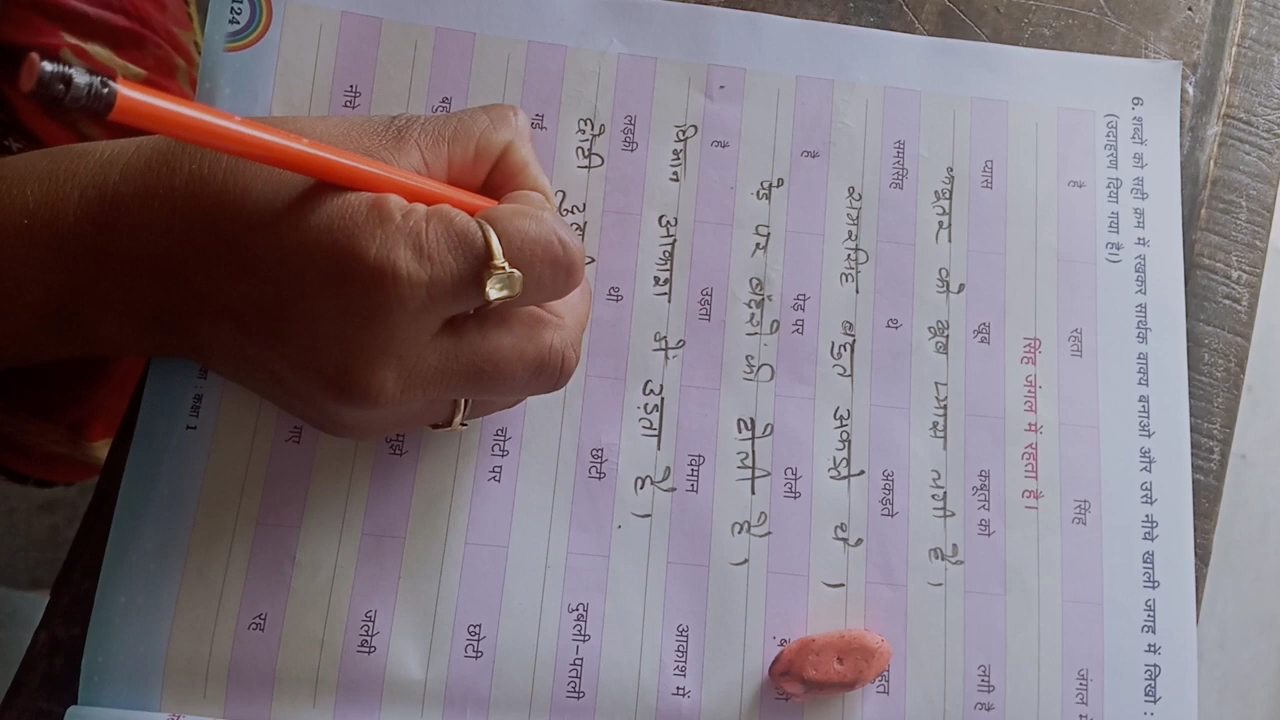 6. शब्दों को सही क्रम में रखकर सार्थक वाक्य बनाओ और उसे नीचे खाली जगह में लिखो :
(उदाहरण दिया गया है।)
है रहता सिंह जंगल में
सिंह जंगल में रहता है।
प्यास खूब कबूतर को लगी है
कबूतर को खूब प्यास लगी है।
समरसिंह थे अकड़ते बहुत
समरसिंह बहुत अकड़ते थे।
है पेड़ पर टोली
पेड़ पर बंदरों की टोली है।
है उड़ता विमान आकाश में
विमान आकाश में उड़ता है।
लड़की थी छोटी दुबली-पतली
छोटी
गई चोटी पर छोटी
जलेबी
नीचे गए रह
124
: कक्षा I